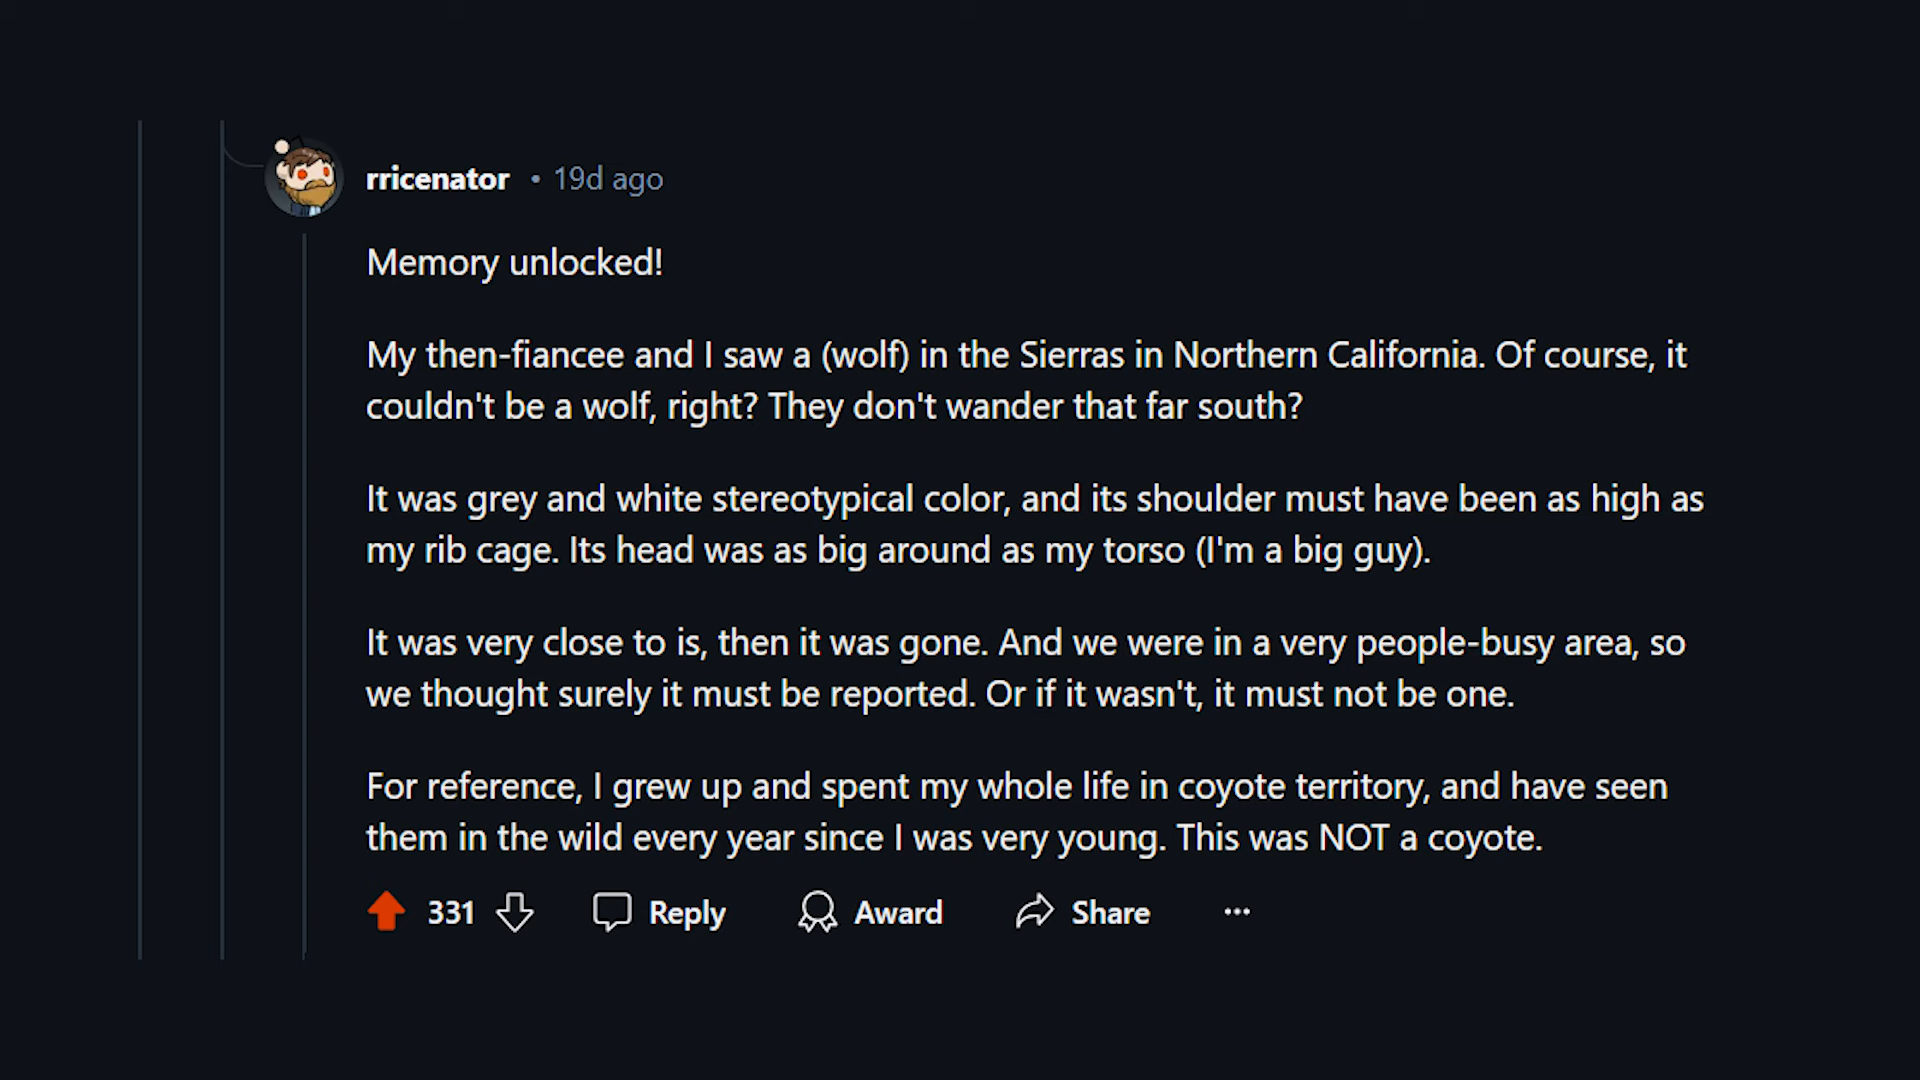 rricenator • 19d ago
Memory unlocked!
My then-fiancee and I saw a (wolf) in the Sierras in Northern California. Of course, it
couldn't be a wolf, right? They don't wander that far south?
It was grey and white stereotypical color, and its shoulder must have been as high as
my rib cage. Its head was as big around as my torso (I'm a big guy).
It was very close to is, then it was gone. And we were in a very people-busy area, so
we thought surely it must be reported. Or if it wasn't, it must not be one.
For reference, I grew up and spent my whole life in coyote territory, and have seen
them in the wild every year since I was very young. This was NOT a coyote.
331 Reply Award Share ...